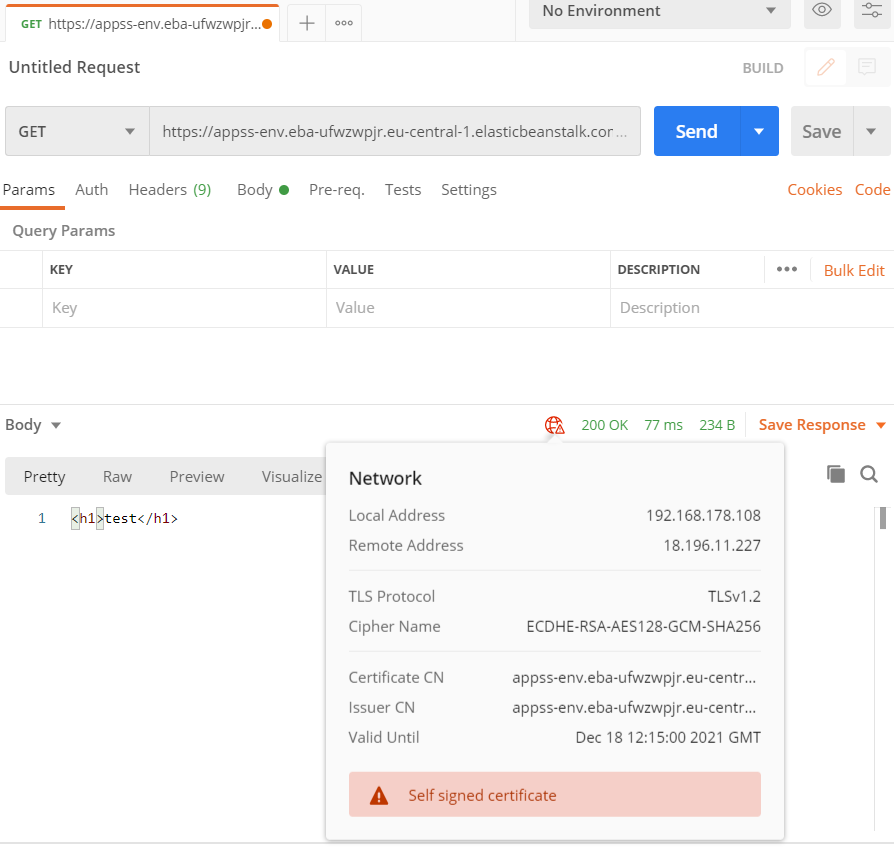 GET https://appss-env.eba-ufwzwpjr... No Environment
Untitled Request BUILD
GET https://appss-env.eba-ufwzwpjr.eu-central-1.elasticbeanstalk.cor ... Send Save
Params Auth Headers (9) Body Pre-req. Tests Settings Cookies Code
Query Params
KEY VALUE DESCRIPTION Bulk Edit
Key Value Description
Body 200 OK 77 ms 234 B Save Response
Pretty Raw Preview Visualize
1 <h1>test</h1>
Network
Local Address 192.168.178.108
Remote Address 18.196.11.227
TLS Protocol TLSv1.2
Cipher Name ECDHE-RSA-AES128-GCM-SHA256
Certificate CN appss-env.eba-ufwzwpjr.eu-centr...
Issuer CN appss-env.eba-ufwzwpjr.eu-centr...
Valid Until Dec 18 12:15:00 2021 GMT
Self signed certificate